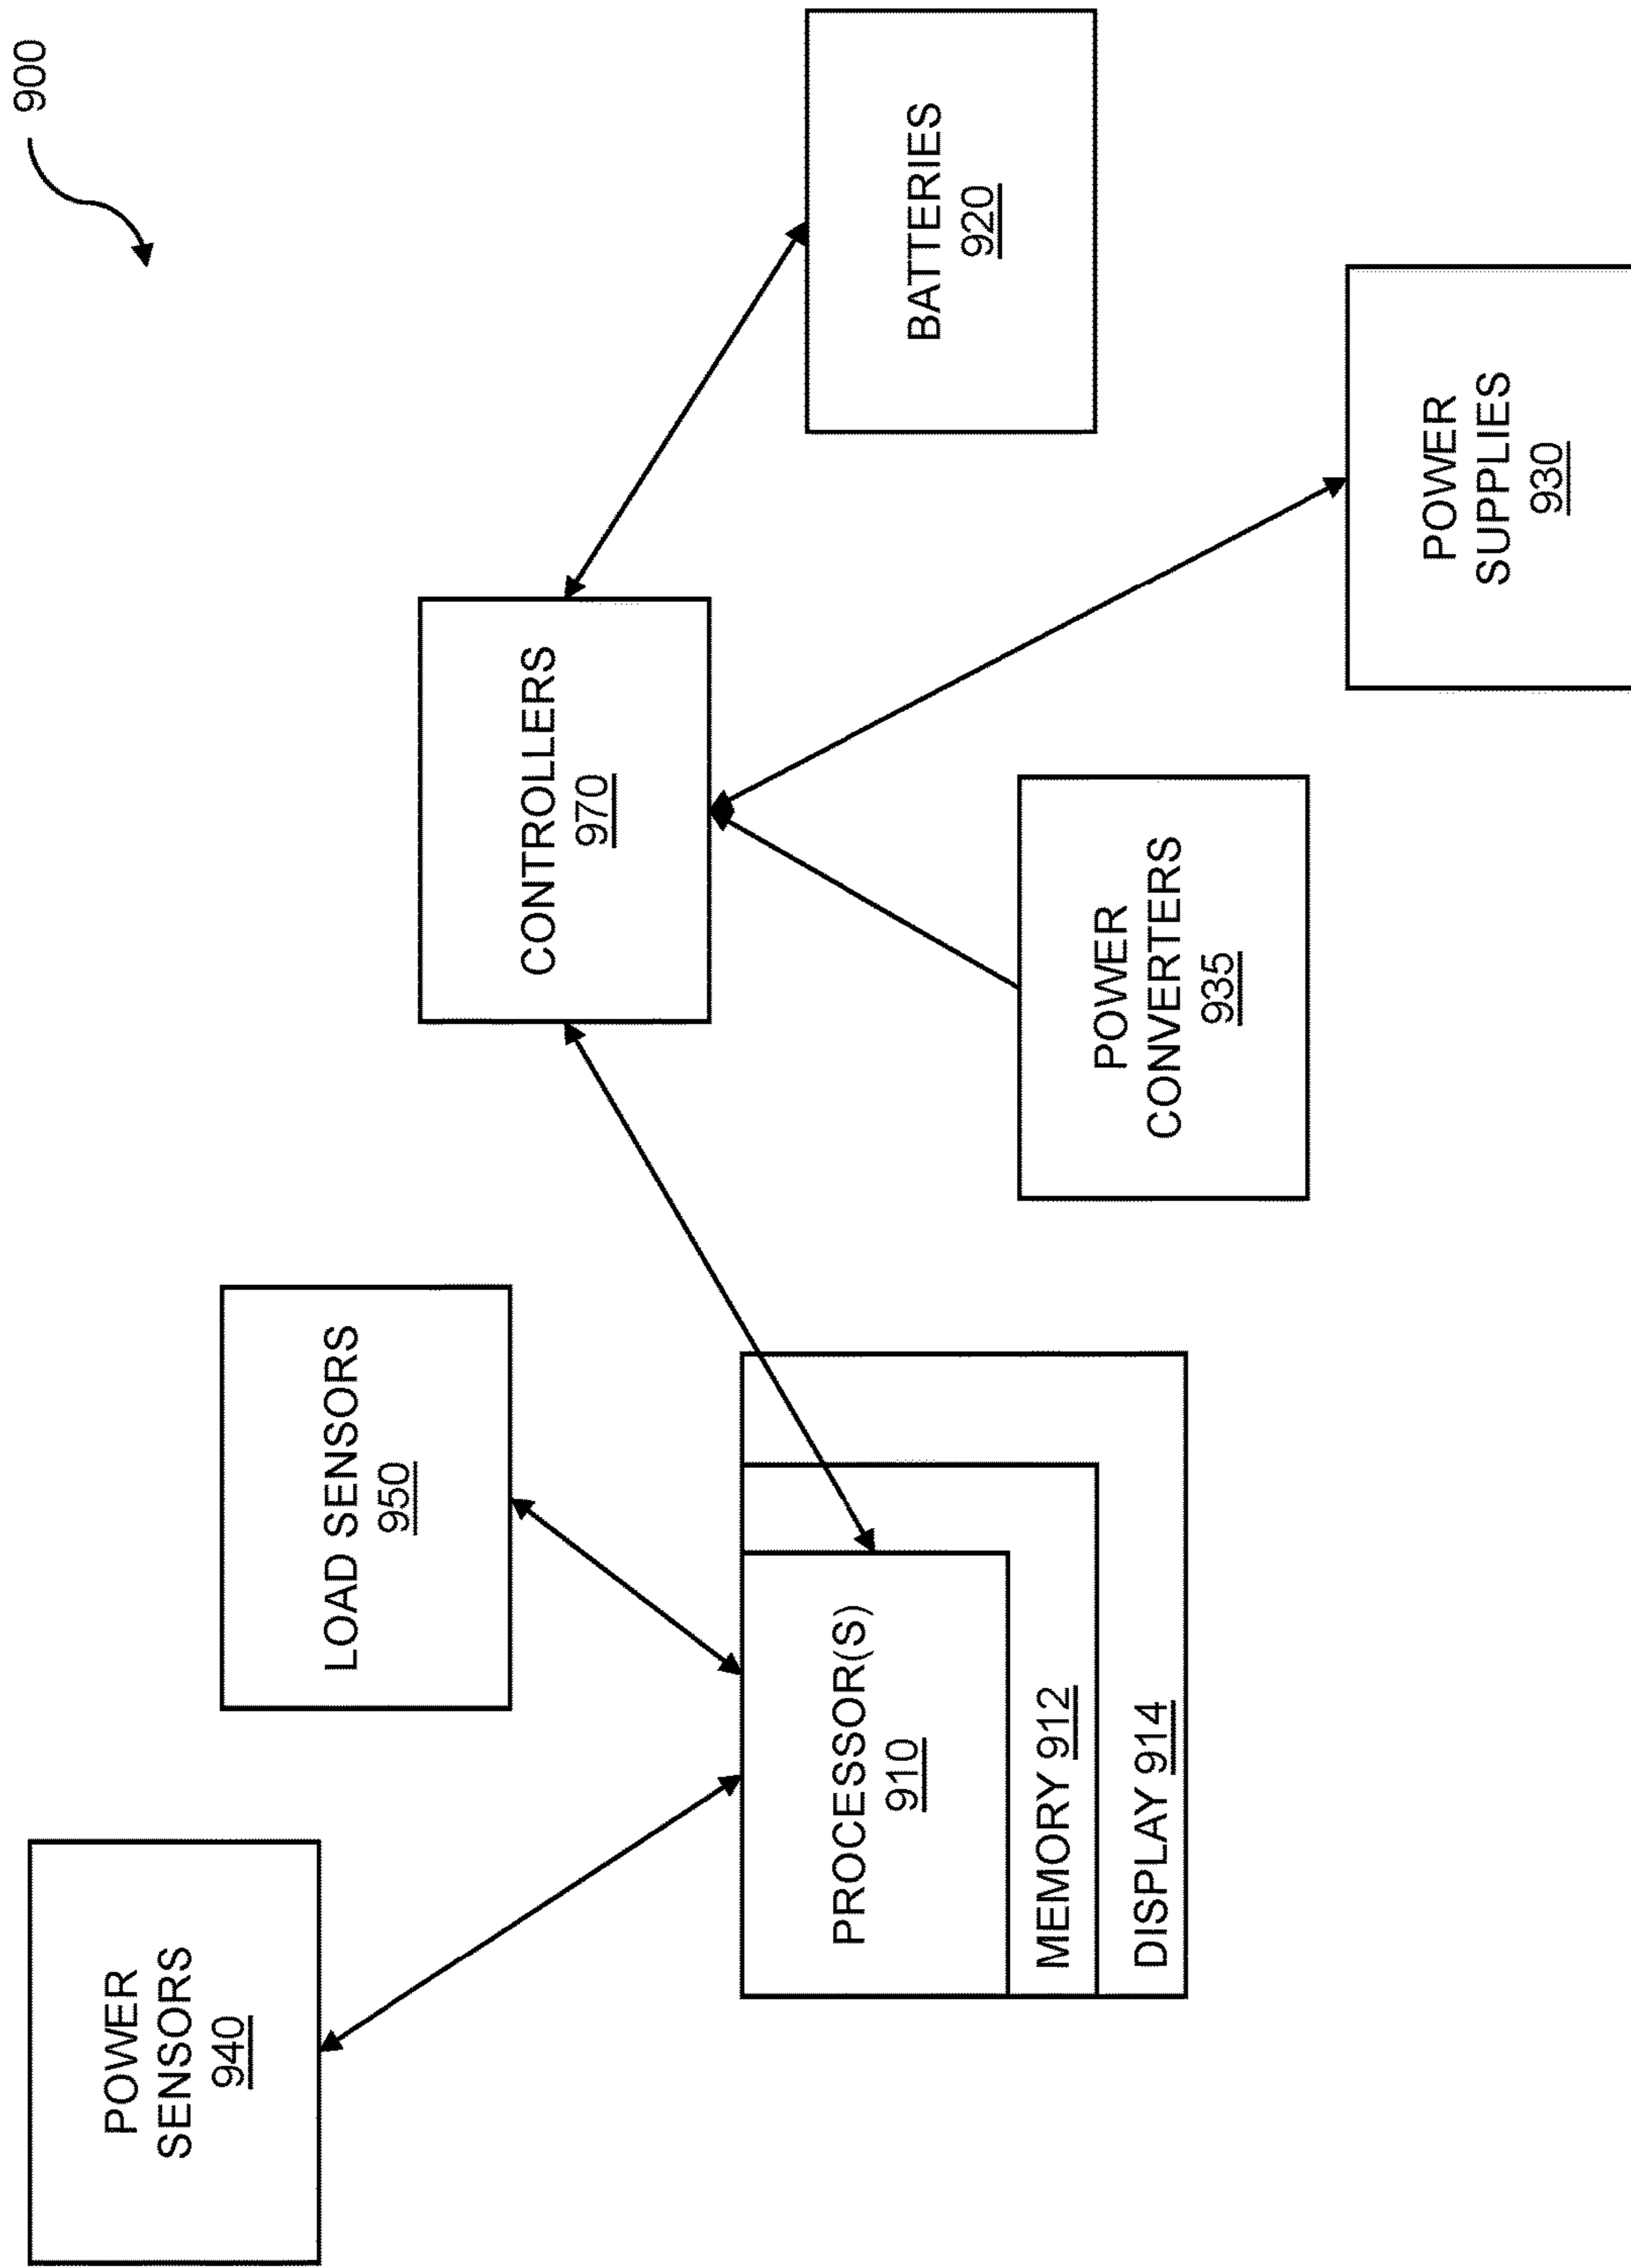 900
POWER
SENSORS
940
LOAD SENSORS
950
CONTROLLERS
970
PROCESSOR(S)
910
MEMORY 912
DISPLAY 914
BATTERIES
920
POWER
CONVERTERS
935
POWER
SUPPLIES
930